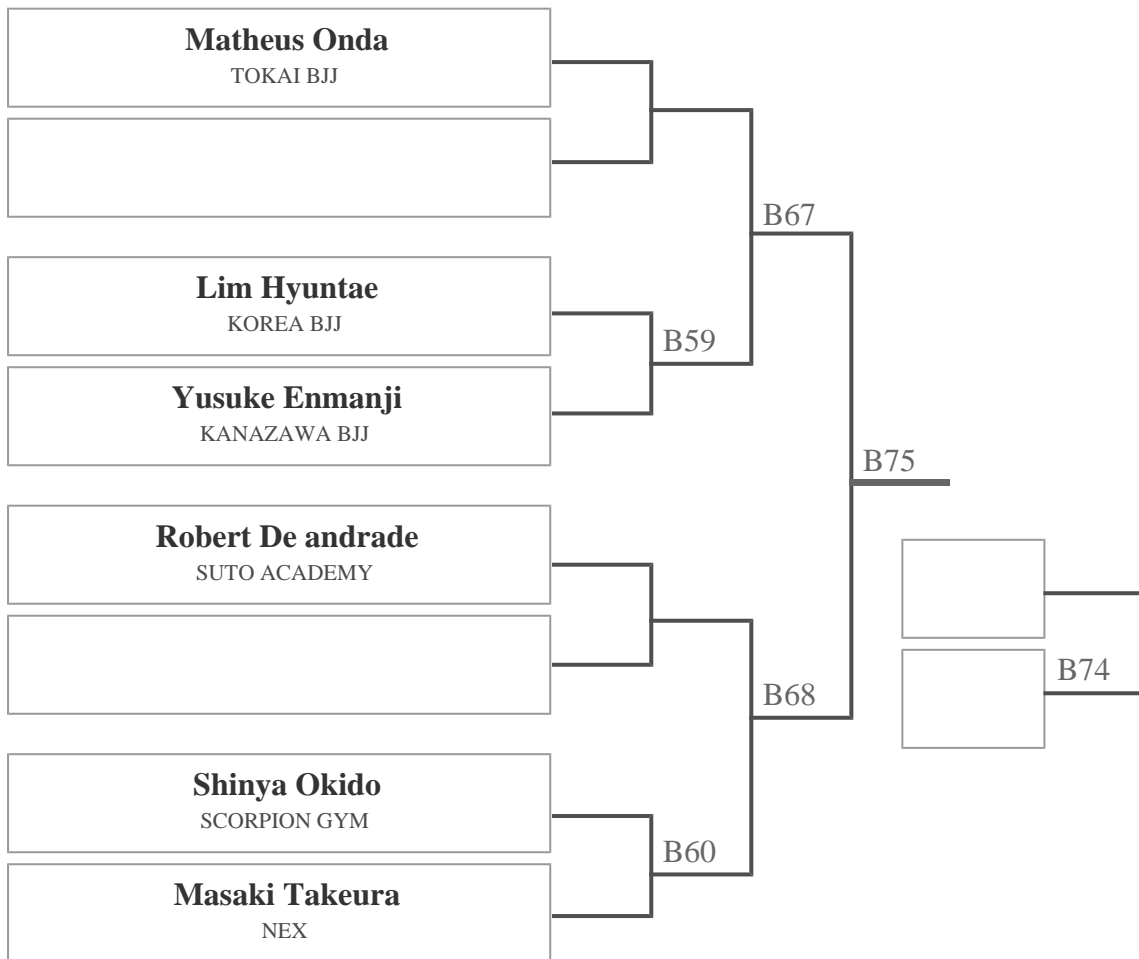 Matheus Onda
TOKAI BJJ
B67
Lim Hyuntae
KOREA BJJ
B59
Yusuke Enmanji
KANAZAWA BJJ
B75
Robert De andrade
SUTO ACADEMY
B74
B68
Shinya Okido
SCORPION GYM
B60
Masaki Takeura
NEX